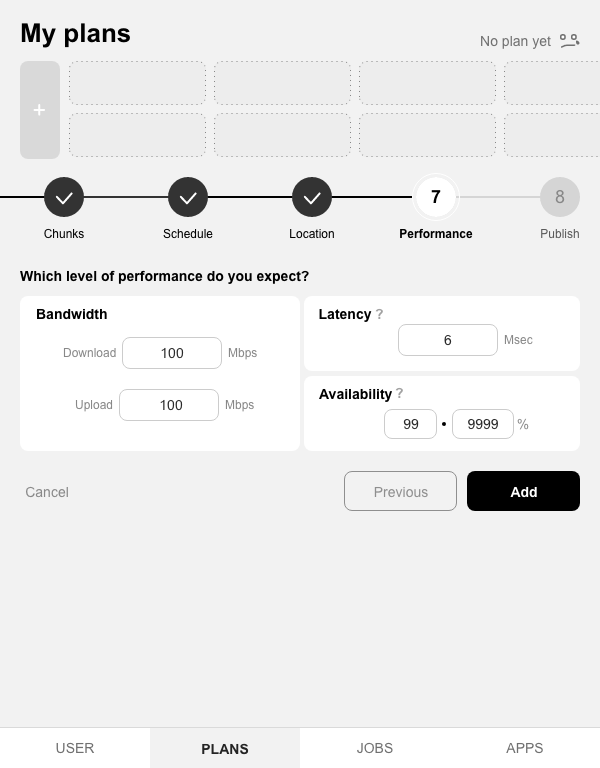 My plans
No plan yet
+
7
8
Chunks
Schedule
Location
Performance
Publish
Which level of performance do you expect?
Bandwidth
Download 100 Mbps
Upload 100 Mbps
Latency ?
6 Msec
Availability ?
99 • 9999 %
Cancel
Previous
Add
USER
PLANS
JOBS
APPS